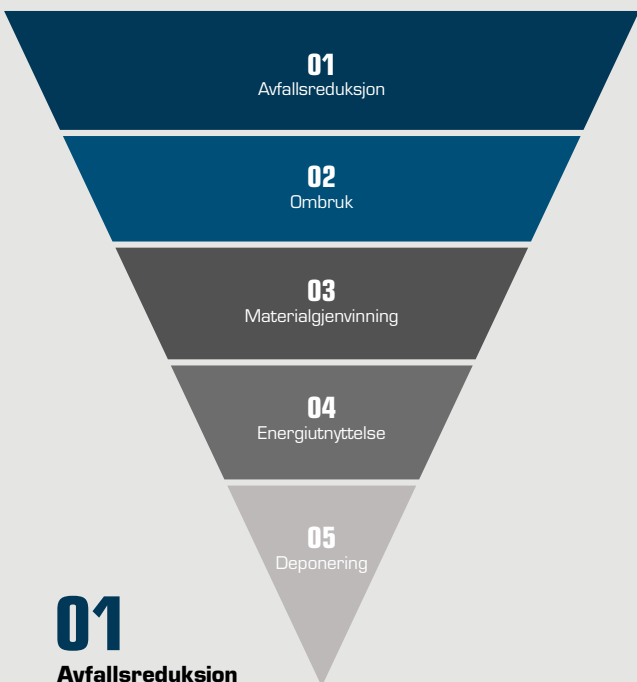 01
Avfallsreduksjon
02
Ombruk
03
Materialgjenvinning
04
Energiutnyttelse
05
Deponering
01
Avfallsreduksjon